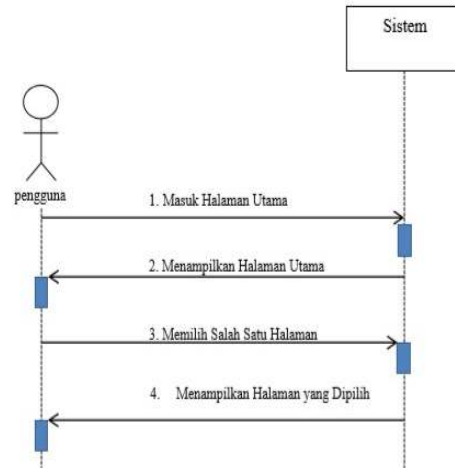 Sistem
pengguna
1. Masuk Halaman Utama
2. Menampilkan Halaman Utama
3. Memilih Salah Satu Halaman
4. Menampilkan Halaman yang Dipilih